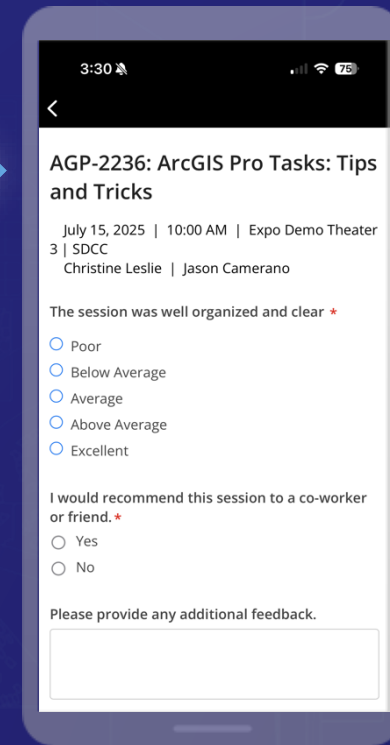 3:30
75
AGP-2236: ArcGIS Pro Tasks: Tips
and Tricks
July 15, 2025 | 10:00 AM | Expo Demo Theater
3 | SDCC
Christine Leslie | Jason Camerano
The session was well organized and clear *
Poor
Below Average
Average
Above Average
Excellent
I would recommend this session to a co-worker
or friend. *
Yes
No
Please provide any additional feedback.